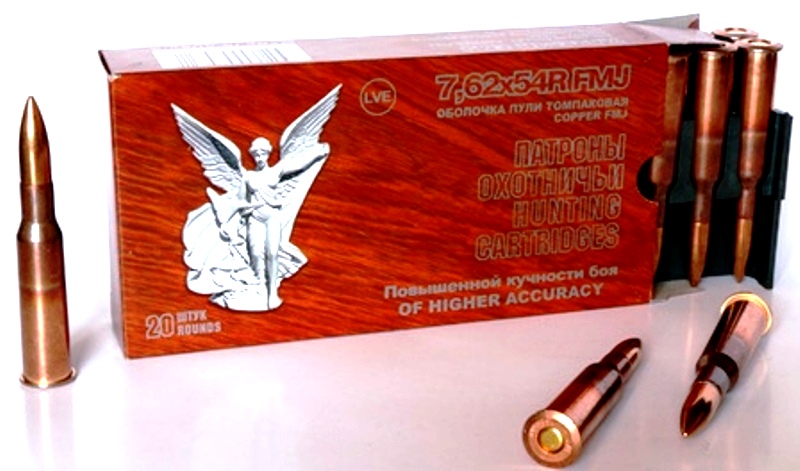 LVE
7,62x54R FMJ
ОБОЛОЧКА ПУЛИ ТОМПАКОВАЯ
COPPER FMJ
ПАТРОНЫ
ОХОТНИЧЬИ
HUNTING
CARTRIDGES
Повышенной кучности боя
OF HIGHER ACCURACY
20 ШТУК
ROUNDS